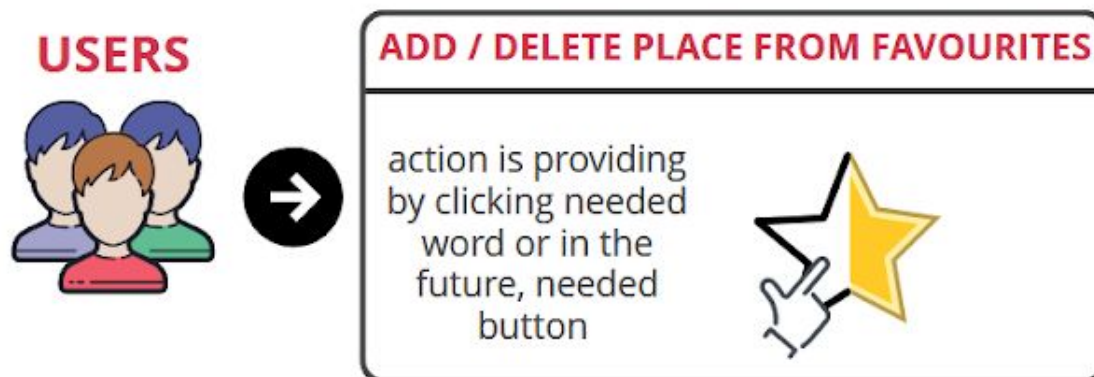 USERS
ADD / DELETE PLACE FROM FAVOURITES
action is providing
by clicking needed
word or in the
future, needed
button